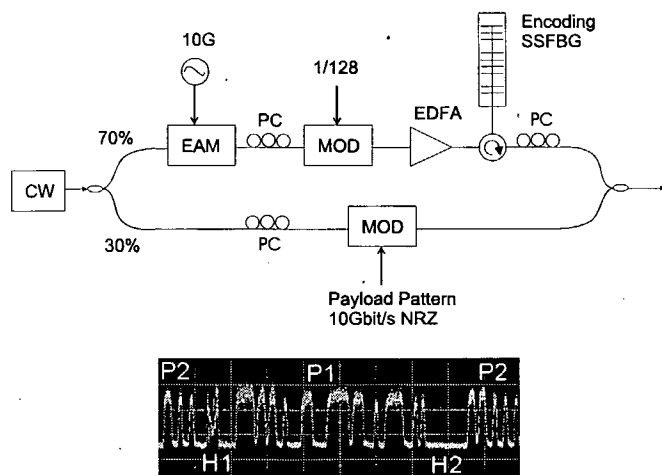 Encoding
SSFBG
10G
1/128
EDFA
PC
PC
70%
EAM
MOD
CW
30%
PC
MOD
Payload Pattern
10Gbit/s NRZ
P2
P1
P2
H1
H2